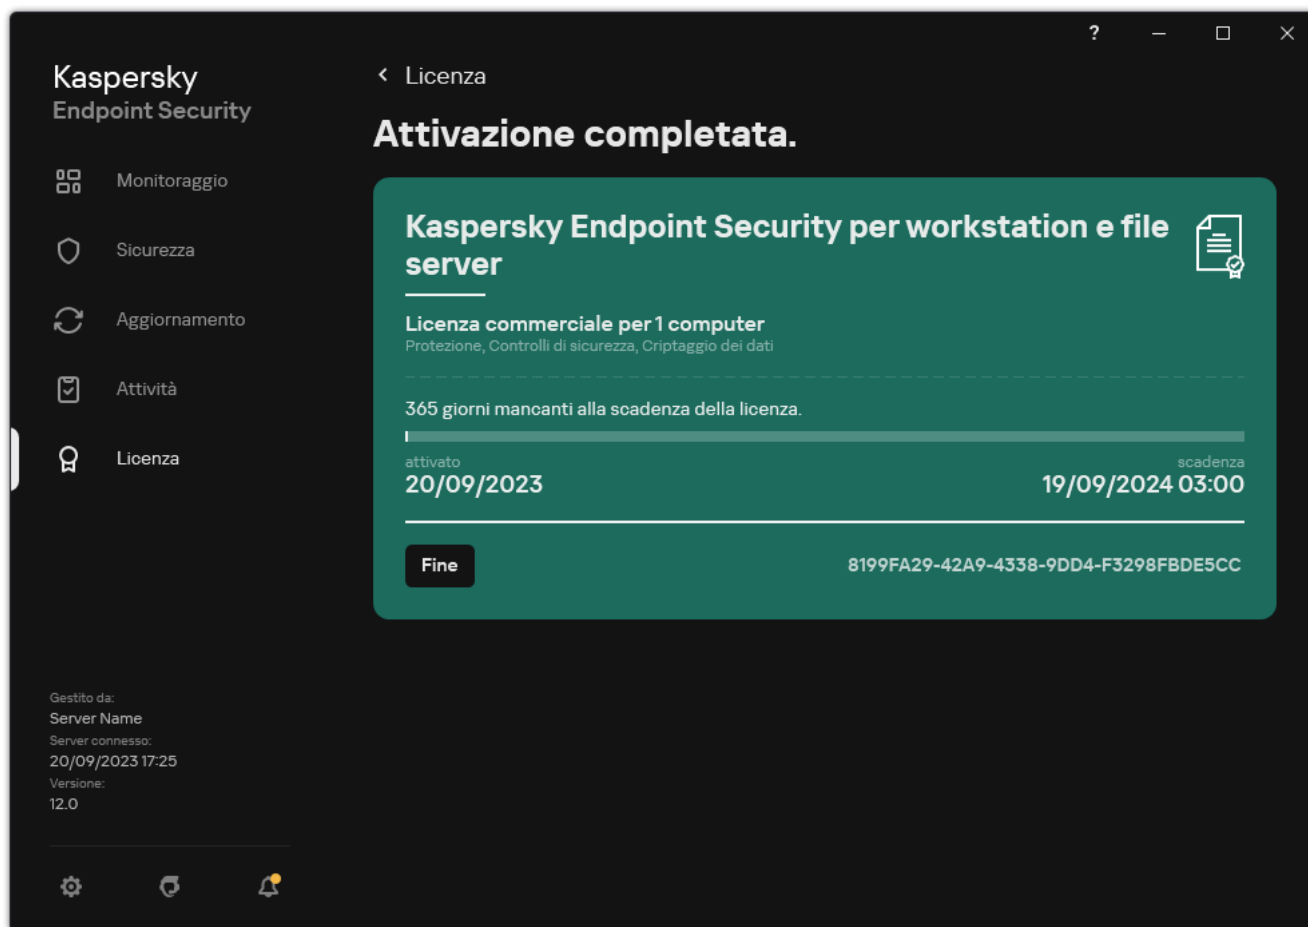 ?
Kaspersky
Endpoint Security
Monitoraggio
Sicurezza
Aggiornamento
Attività
Licenza
Gestito da:
Server Name
Server connesso:
20/09/2023 17:25
Versione:
12.0
Licenza
Attivazione completata.
Kaspersky Endpoint Security per workstation e file
server
Licenza commerciale per 1 computer
Protezione, Controlli di sicurezza, Criptaggio dei dati
365 giorni mancanti alla scadenza della licenza.
attivato
20/09/2023
scadenza
19/09/2024 03:00
Fine
8199FA29-42A9-4338-9DD4-F3298FBDE5CC